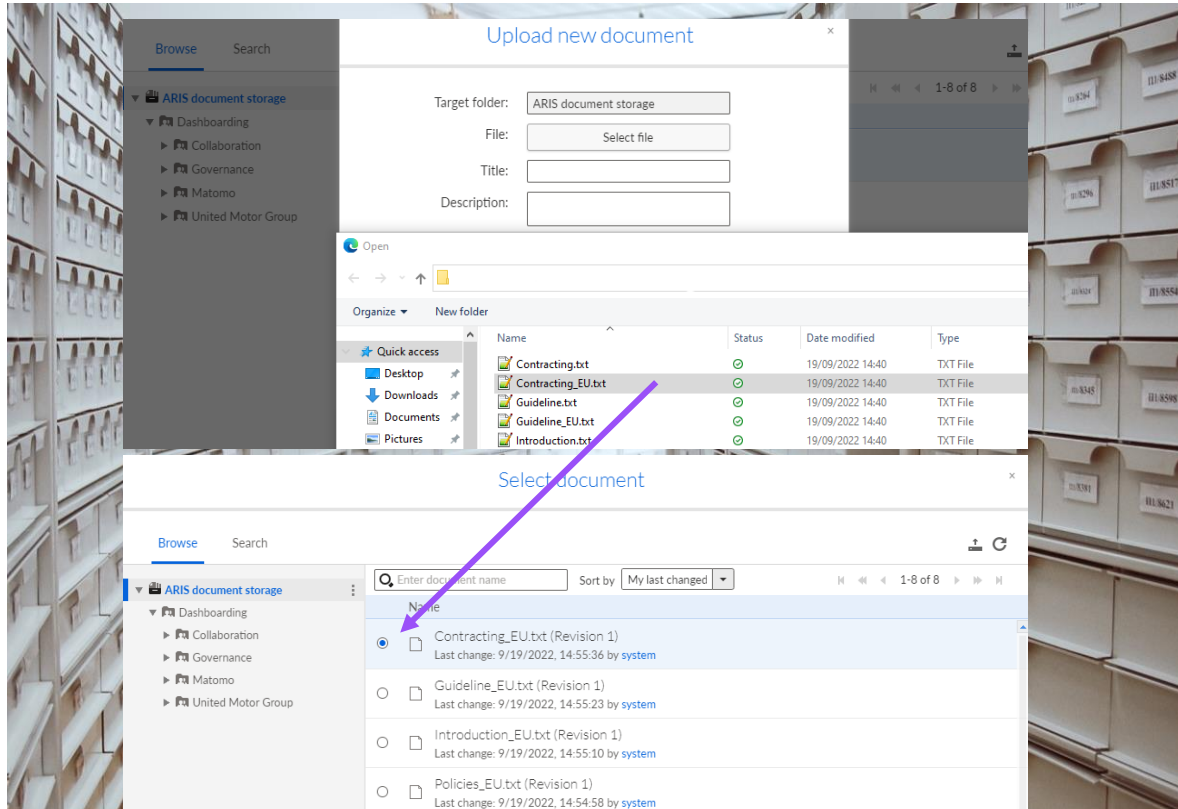 Upload new document
×
Browse Search
Target folder: ARIS document storage
1-8 of 8
ARIS document storage
File: Select file
Dashboarding
Collaboration
Title:
Governance
Matomo
Description:
United Motor Group
Open
Organize New folder
Name Status Date modified Type
Quick access
Contracting.txt 19/09/2022 14:40 TXT File
Desktop
Contracting_EU.txt 19/09/2022 14:40 TXT File
Downloads
Guideline.txt 19/09/2022 14:40 TXT File
Documents
Guideline_EU.txt 19/09/2022 14:40 TXT File
Pictures
Introduction.txt 19/09/2022 14:40 TXT File
Select document
×
Browse Search
ARIS document storage
Enter document name Sort by My last changed 1-8 of 8
Dashboarding
Name
Collaboration
Governance
Matomo
United Motor Group
Contracting_EU.txt (Revision 1)
Last change: 9/19/2022, 14:55:36 by system
Guideline_EU.txt (Revision 1)
Last change: 9/19/2022, 14:55:23 by system
Introduction_EU.txt (Revision 1)
Last change: 9/19/2022, 14:55:10 by system
Policies_EU.txt (Revision 1)
Last change: 9/19/2022, 14:54:58 by system